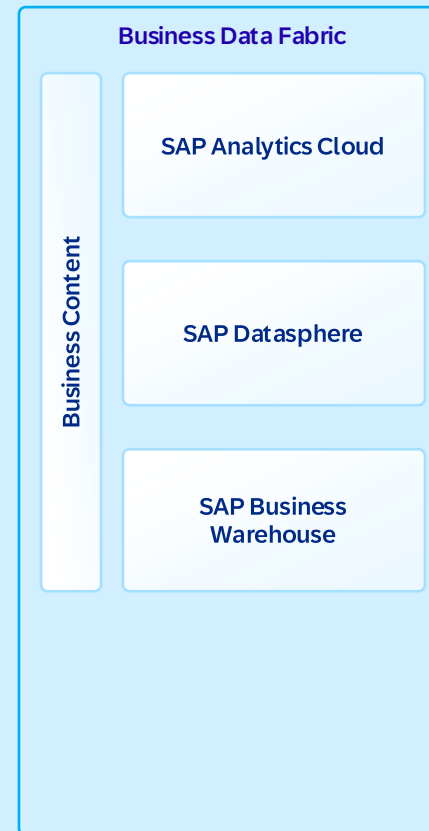 Business Data Fabric
Business Content
SAP Analytics Cloud
SAP Datasphere
SAP Business
Warehouse